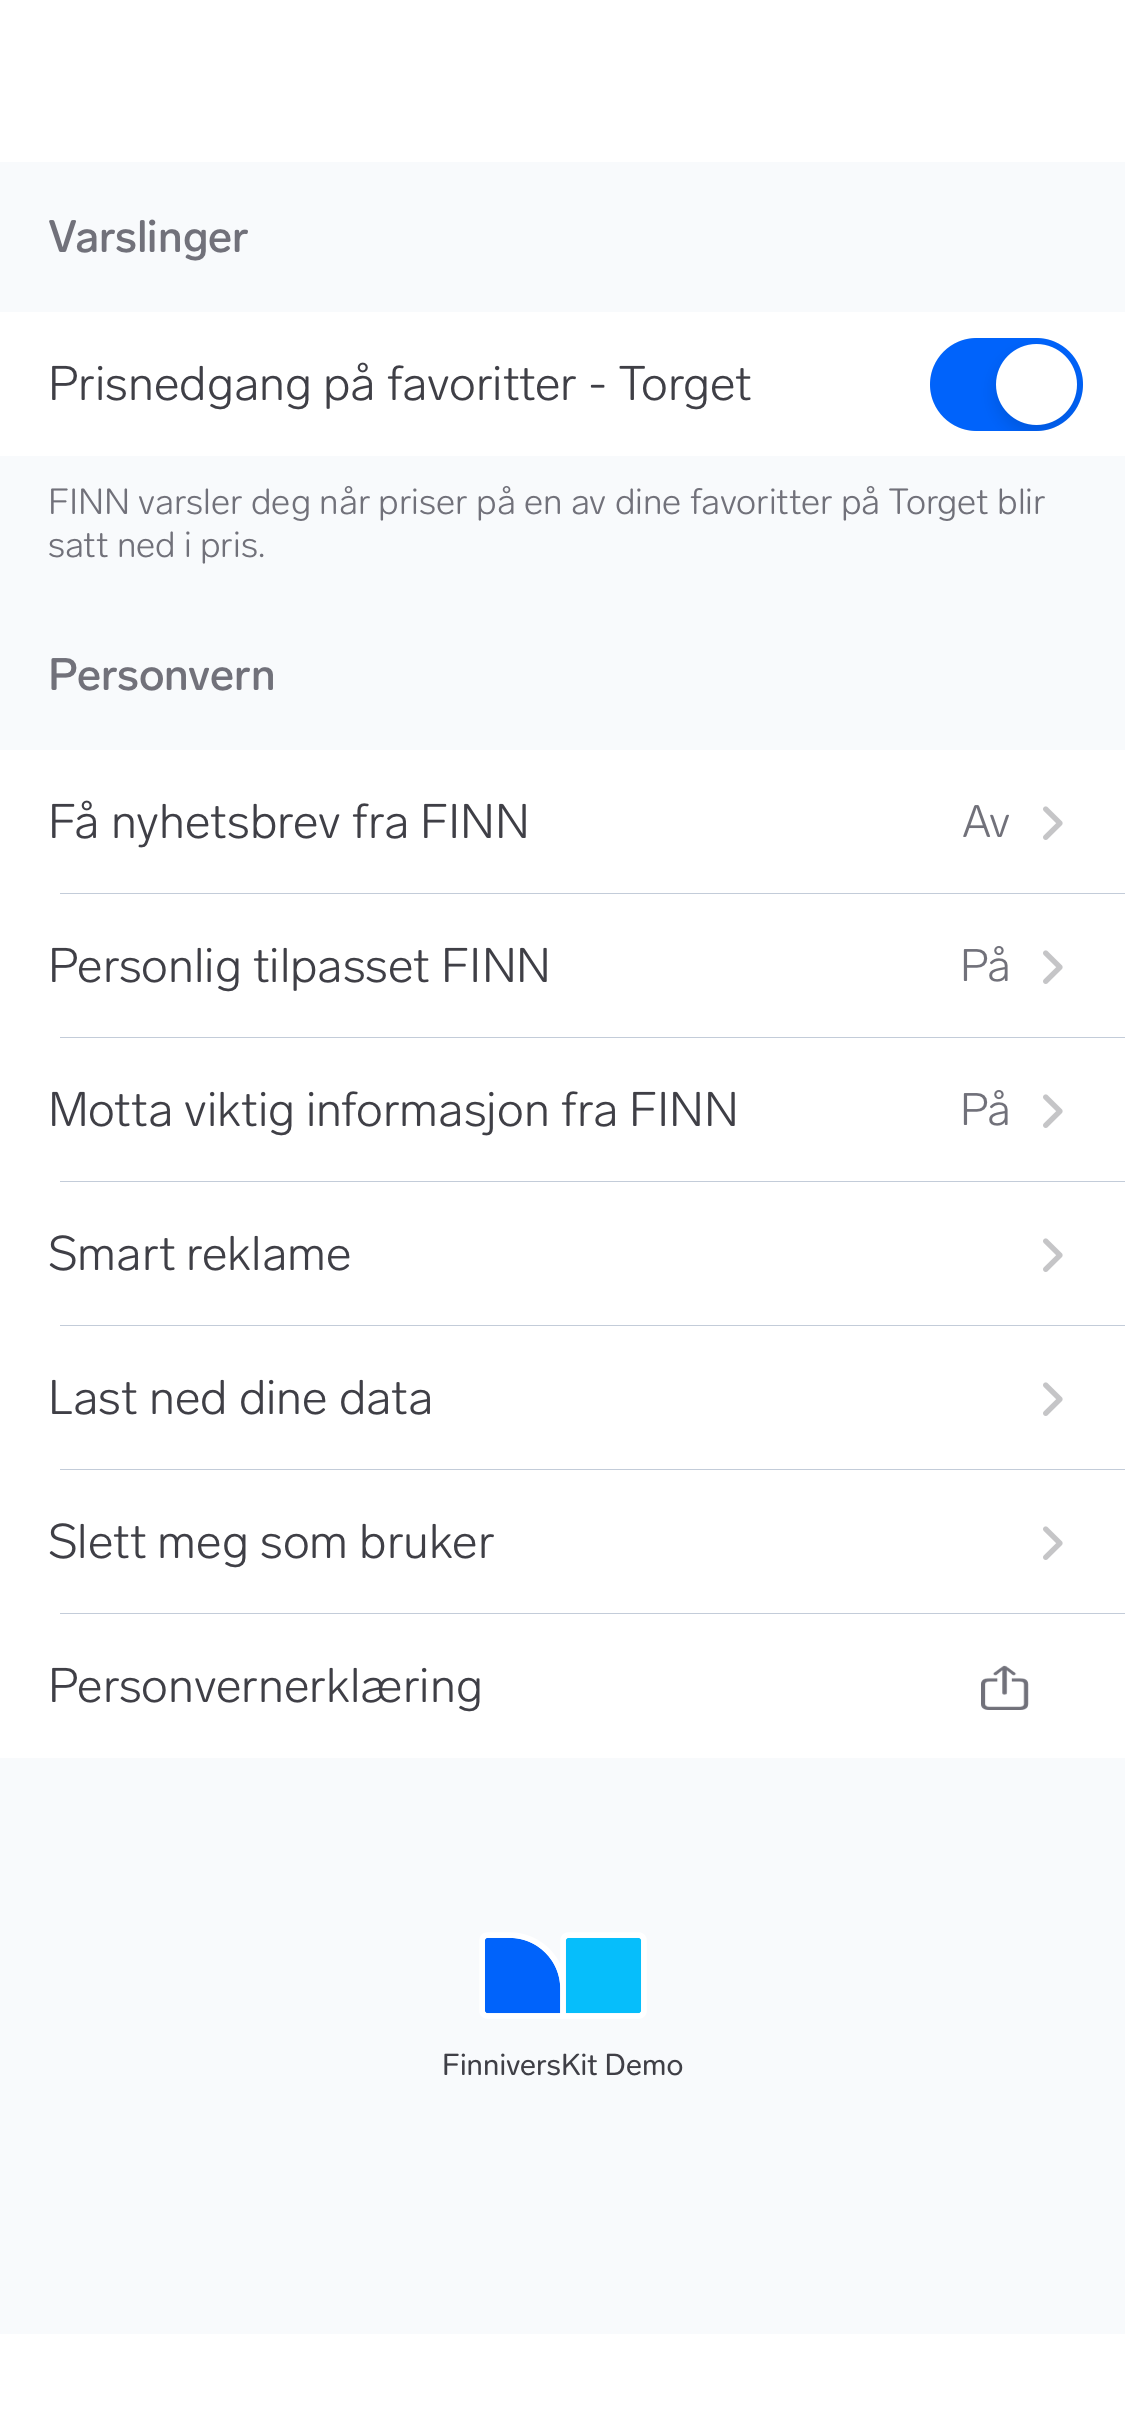 Varslinger
Prisnedgang på favoritter - Torget
FINN varsler deg når priser på en av dine favoritter på Torget blir
satt ned i pris.
Personvern
Få nyhetsbrev fra FINN Av
Personlig tilpasset FINN På
Motta viktig informasjon fra FINN På
Smart reklame
Last ned dine data
Slett meg som bruker
Personvernerklæring
FinniversKit Demo